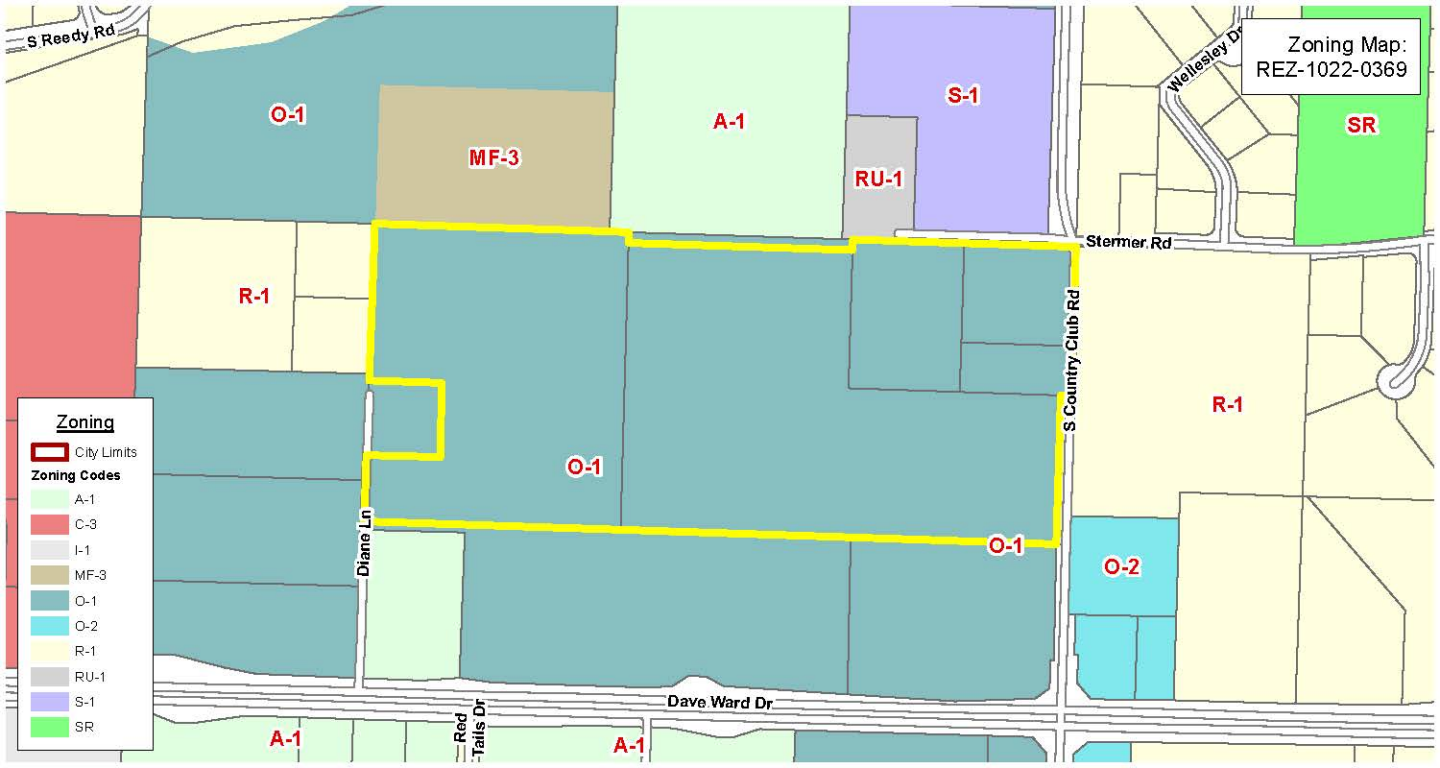 S Reedy Rd
Wellesley Dr
Zoning Map:
REZ-1022-0369
O-1
MF-3
A-1
S-1
SR
RU-1
Stermer Rd
R-1
S Country Club Rd
R-1
Zoning
City Limits
Zoning Codes
A-1
C-3
I-1
MF-3
O-1
O-2
R-1
RU-1
S-1
SR
O-1
O-1
O-2
Diane Ln
Dave Ward Dr
Red
Tails Dr
A-1
A-1